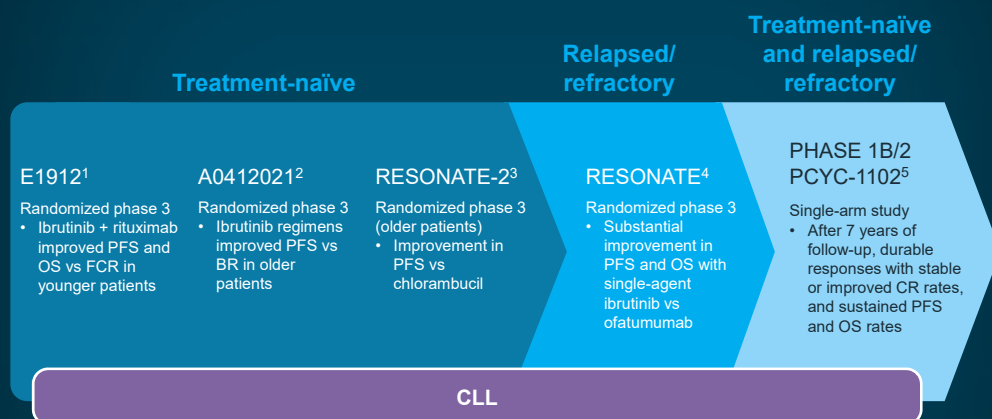 Treatment-naïve
Relapsed/
refractory
Treatment-naïve
and relapsed/
refractory
E1912¹
Randomized phase 3
• Ibrutinib + rituximab
improved PFS and
OS vs FCR in
younger patients
A0412021²
Randomized phase 3
• Ibrutinib regimens
improved PFS vs
BR in older
patients
RESONATE-2³
Randomized phase 3
(older patients)
• Improvement in
PFS vs
chlorambucil
RESONATE⁴
Randomized phase 3
• Substantial
improvement in
PFS and OS with
single-agent
ibrutinib vs
ofatumumab
PHASE 1B/2
PCYC-1102⁵
Single-arm study
• After 7 years of
follow-up, durable
responses with stable
or improved CR rates,
and sustained PFS
and OS rates
CLL